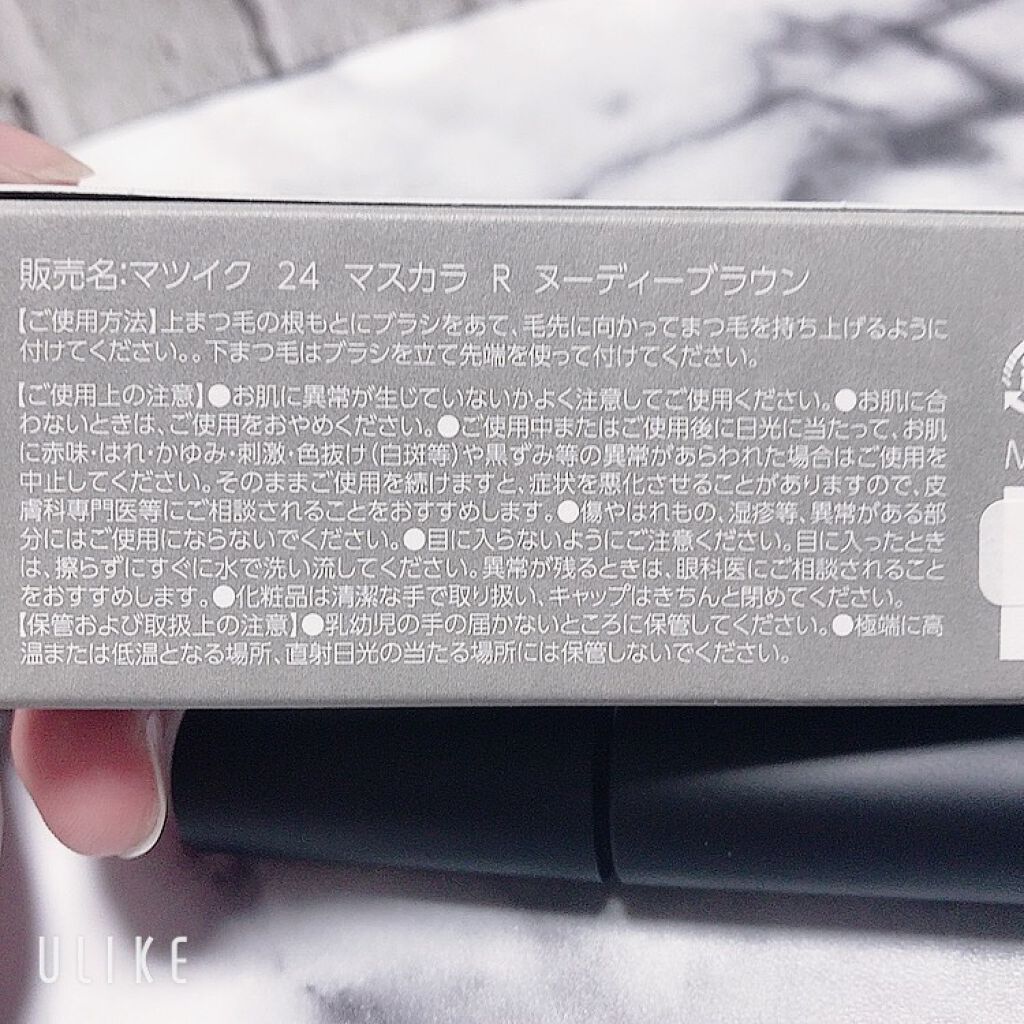 販売名:マツイク 24 マスカラ R ヌーディーブラウン
【ご使用方法】上まつ毛の根もとにブラシをあて、毛先に向かってまつ毛を持ち上げるように
付けてください。。下まつ毛はブラシを立て先端を使って付けてください。
【ご使用上の注意】●お肌に異常が生じていないかよく注意してご使用ください。●お肌に合
わないときは、ご使用をおやめください。●ご使用中またはご使用後に日光に当たって、お肌
に赤味・はれ・かゆみ・刺激・色抜け(白斑等)や黒ずみ等の異常があらわれた場合はご使用を
中止してください。そのままご使用を続けますと、症状を悪化させることがありますので、皮
膚科専門医等にご相談されることをおすすめします。●傷やはれもの、湿疹等、異常がある部
分にはご使用にならないでください。●目に入らないようにご注意ください。目に入ったとき
は、擦らずにすぐに水で洗い流してください。異常が残るときは、眼科医にご相談されること
をおすすめします。●化粧品は清潔な手で取り扱い、キャップはきちんと閉めてください。
【保管および取扱上の注意】●乳幼児の手の届かないところに保管してください。●極端に高
温または低温となる場所、直射日光の当たる場所には保管しないでください。
ULIKE